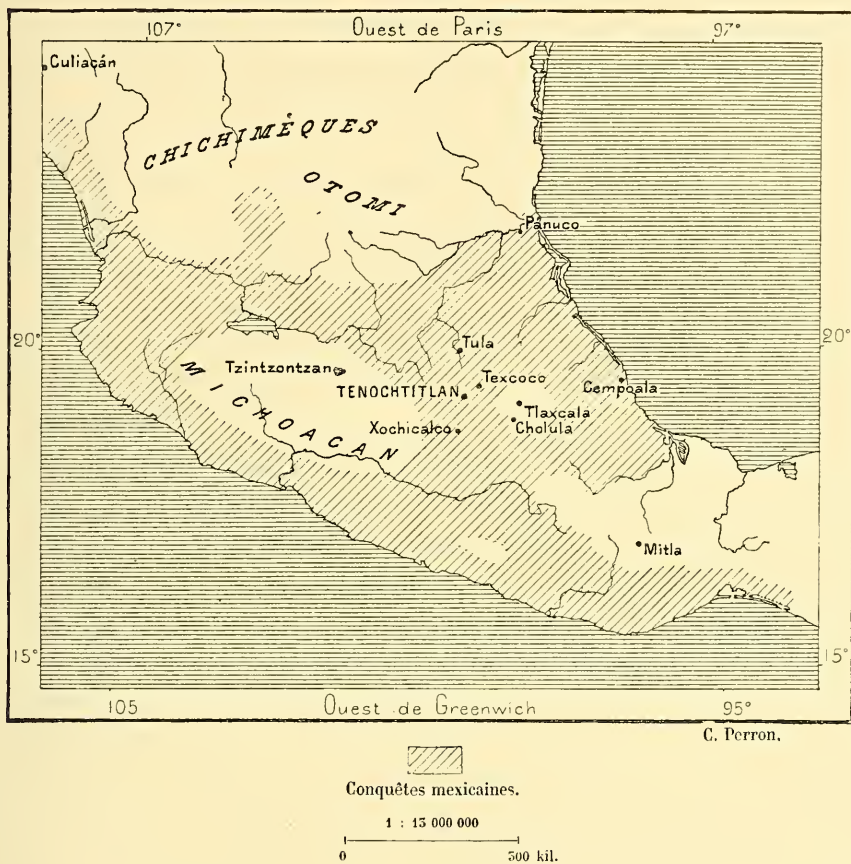 107° Ouest de Paris 97°
Culiacán
CHICHIMÈQUES
OTOMI
Pánuco
20° 20°
Tula
Tzintzontzan
Texcoco
Cempoala
TENOCHTITLAN
Tlaxcala
MICHOACAN
Xochicalco
Cholula
Mitla
15° 15°
105 Ouest de Greenwich 95°
C. Perron.
Conquêtes mexicaines.
1 : 13 000 000
0 300 kil.